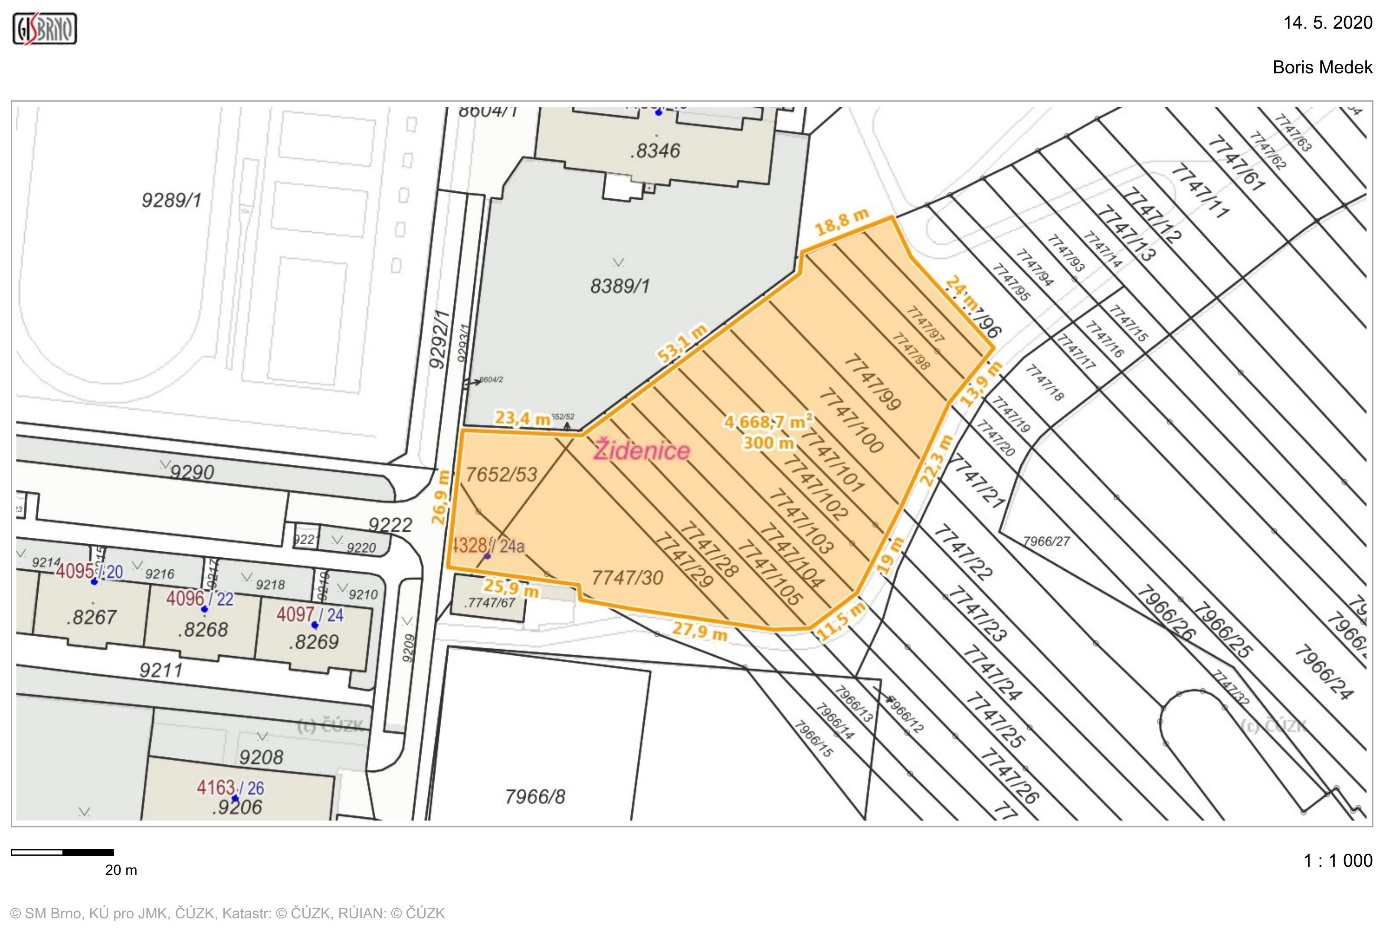 GISBRNO
14. 5. 2020
Boris Medek
8604/1
.8346
9289/1
8389/1
9292/1
9293/1
8604/2
7747/63
7747/62
7747/61
7747/11
7747/12
7747/13
7747/14
7747/93
7747/94
7747/95
18,8 m
24 m
53,1 m
23,4 m
7747/97
7747/98
7747/99
7747/100
7747/101
7747/102
7747/103
7747/104
7747/105
7747/28
7747/29
7747/30
4 668,7 m²
300 m
Židenice
7652/53
26,9 m
4328 / 24a
25,9 m
27,9 m
11,5 m
19 m
22,3 m
13,9 m
7747/15
7747/16
7747/17
7747/18
7747/19
7747/20
7747/21
7747/22
7747/23
7747/24
7747/25
7747/26
77
7966/27
7966/26
7966/25
7966/24
7747/32
7966/12
7966/13
7966/14
7966/15
.7747/67
9290
9222
9221
9220
9214
9216
9217
9218
9219
9210
9209
4095 / 20
.8267
4096 / 22
.8268
4097 / 24
.8269
9211
(c) ČÚZK
(c) ČÚZK
9208
4163 / 26
.9206
7966/8
20 m
1 : 1 000
© SM Brno, KÚ pro JMK, ČÚZK, Katastr: © ČÚZK, RÚIAN: © ČÚZK